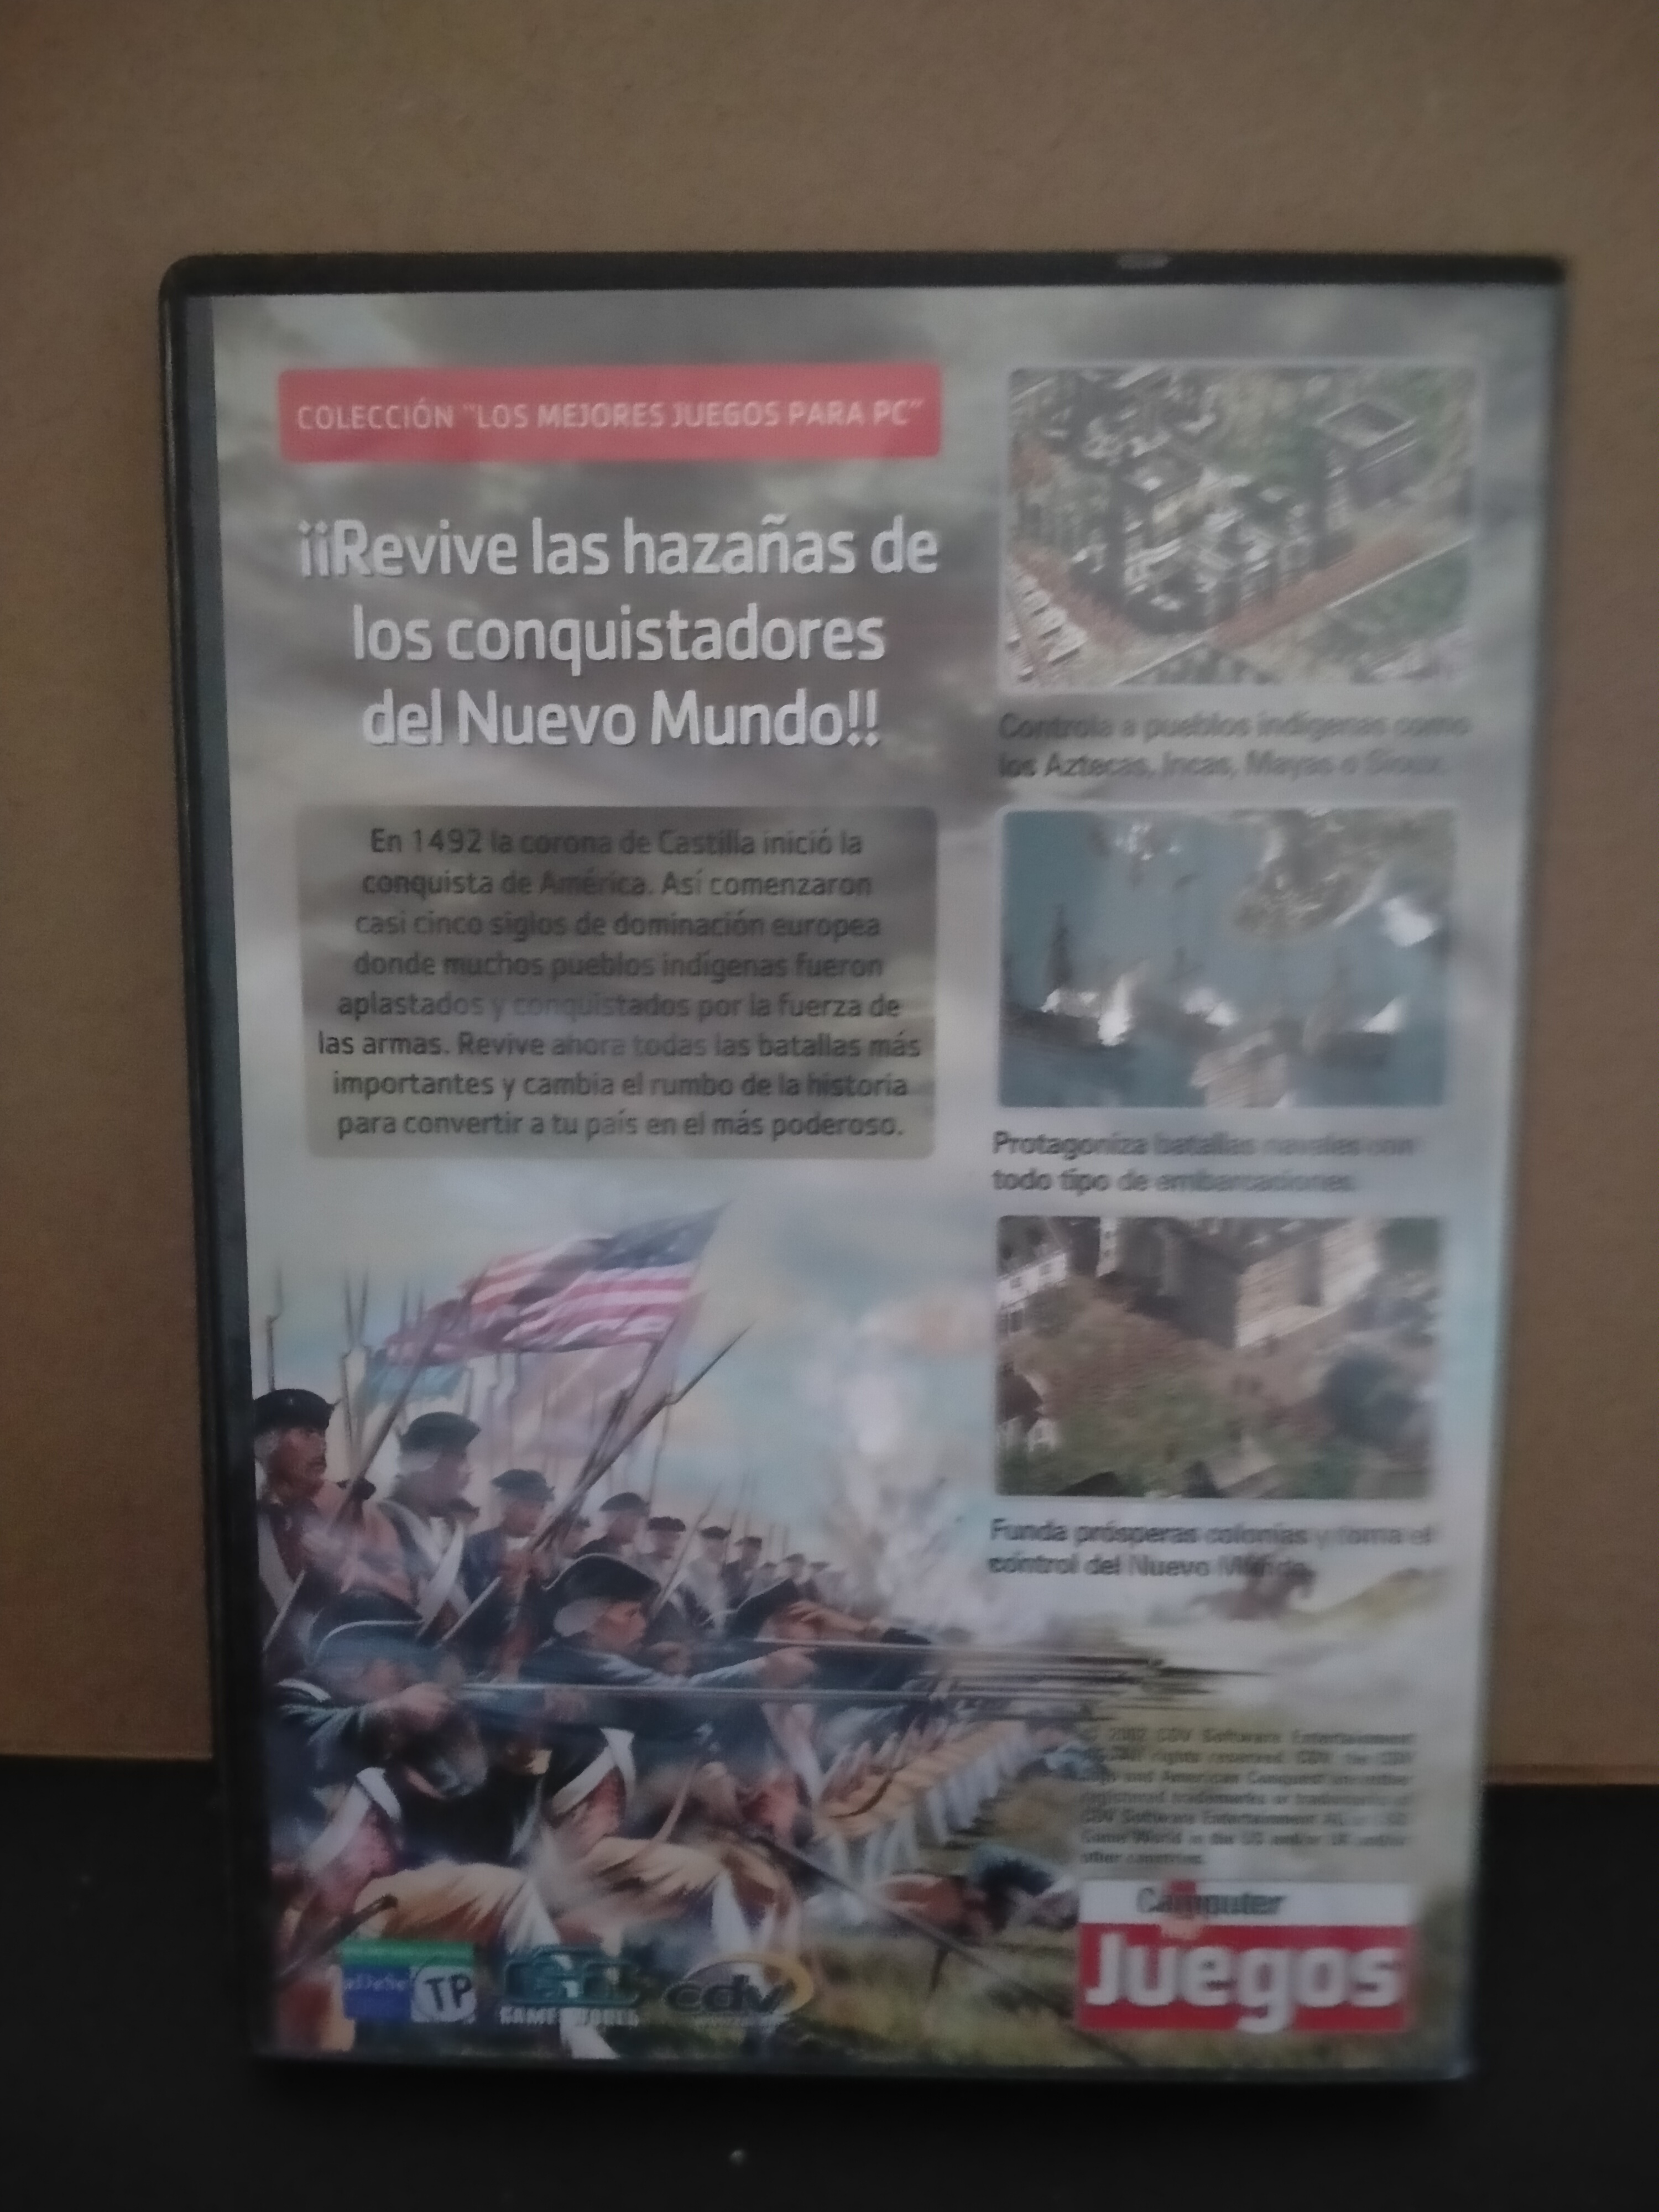 COLECCIÓN "LOS MEJORES JUEGOS PARA PC"
¡¡Revive las hazañas de
los conquistadores
del Nuevo Mundo!!
En 1492 la corona de Castilla inició la
conquista de América. Así comenzaron
casi cinco siglos de dominación europea
donde muchos pueblos indígenas fueron
aplastados y conquistados por la fuerza de
las armas. Revive ahora todas las batallas más
importantes y cambia el rumbo de la historia
para convertir a tu país en el más poderoso.
Controla a pueblos indígenas como
los Aztecas, Incas, Mayas o Sioux.
Protagoniza batallas navales con
todo tipo de embarcaciones.
Funda prósperas colonias y toma el
control del Nuevo Mundo.
© 2002 CDV Software Entertainment
rights reserved. CDV, the CDV
and American Conquest are either
registered trademarks or trademarks of
CDV Software Entertainment AG or GSC
Game World in the US and/or UK and/or
other countries.
Computer
Hoy
Juegos
aDeSe
TP
GSC
GAME WORLD
cdv